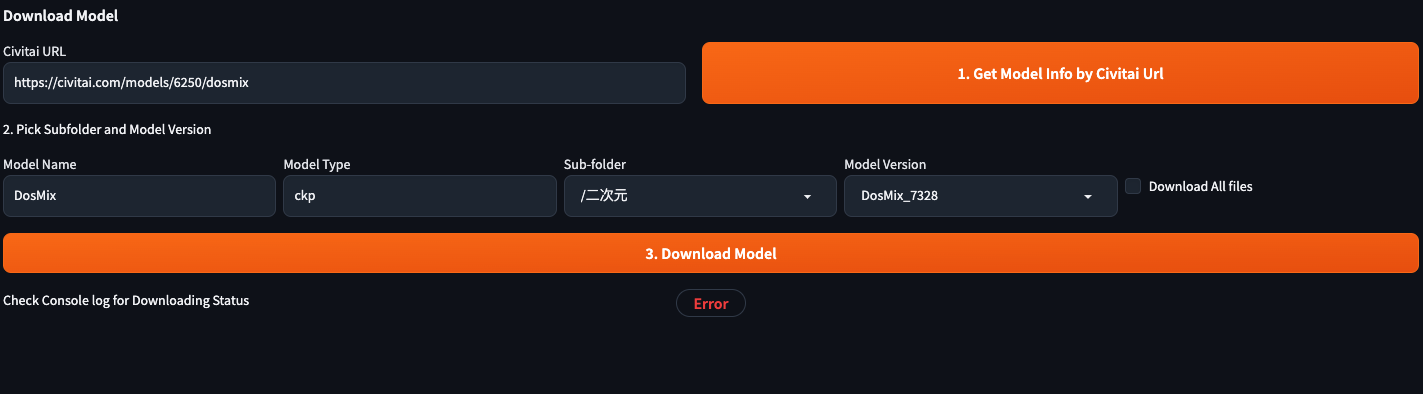 Download Model
Civitai URL
https://civitai.com/models/6250/dosmix
1. Get Model Info by Civitai Url
2. Pick Subfolder and Model Version
Model Name
Model Type
Sub-folder
Model Version
DosMix
ckp
/二次元
DosMix_7328
Download All files
3. Download Model
Check Console log for Downloading Status
Error